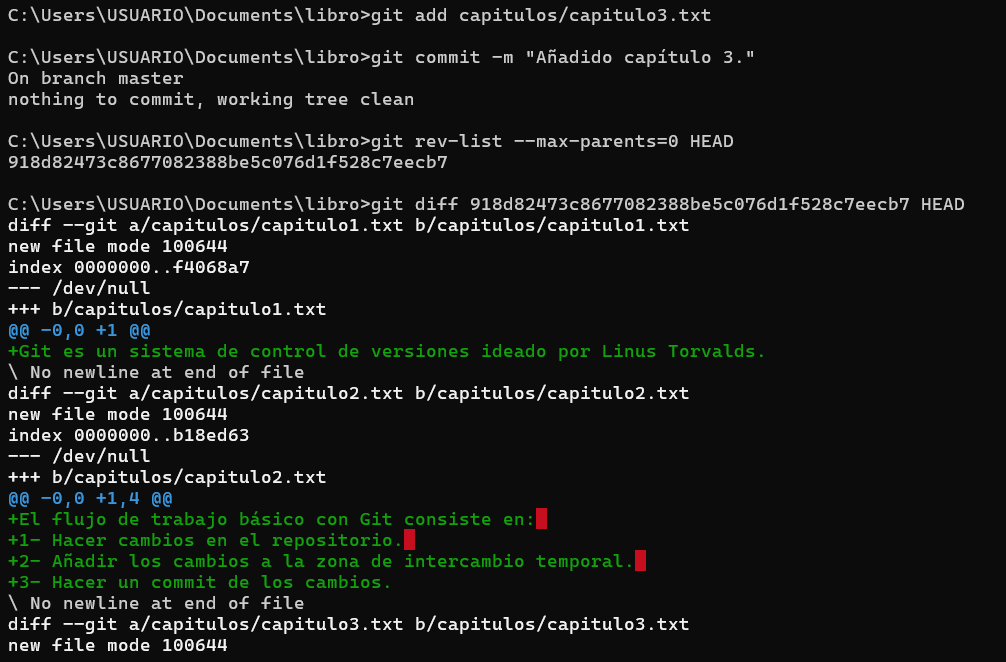 C:\Users\USUARIO\Documents\libro>git add capitulos/capitulo3.txt
C:\Users\USUARIO\Documents\libro>git commit -m "Añadido capítulo 3."
On branch master
nothing to commit, working tree clean
C:\Users\USUARIO\Documents\libro>git rev-list --max-parents=0 HEAD
918d82473c8677082388be5c076d1f528c7eecb7
C:\Users\USUARIO\Documents\libro>git diff 918d82473c8677082388be5c076d1f528c7eecb7 HEAD
diff --git a/capitulos/capitulo1.txt b/capitulos/capitulo1.txt
new file mode 100644
index 0000000..f4068a7
--- /dev/null
+++ b/capitulos/capitulo1.txt
@@ -0,0 +1 @@
+Git es un sistema de control de versiones ideado por Linus Torvalds.
\ No newline at end of file
diff --git a/capitulos/capitulo2.txt b/capitulos/capitulo2.txt
new file mode 100644
index 0000000..b18ed63
--- /dev/null
+++ b/capitulos/capitulo2.txt
@@ -0,0 +1,4 @@
+El flujo de trabajo básico con Git consiste en:
+1- Hacer cambios en el repositorio.
+2- Añadir los cambios a la zona de intercambio temporal.
+3- Hacer un commit de los cambios.
\ No newline at end of file
diff --git a/capitulos/capitulo3.txt b/capitulos/capitulo3.txt
new file mode 100644